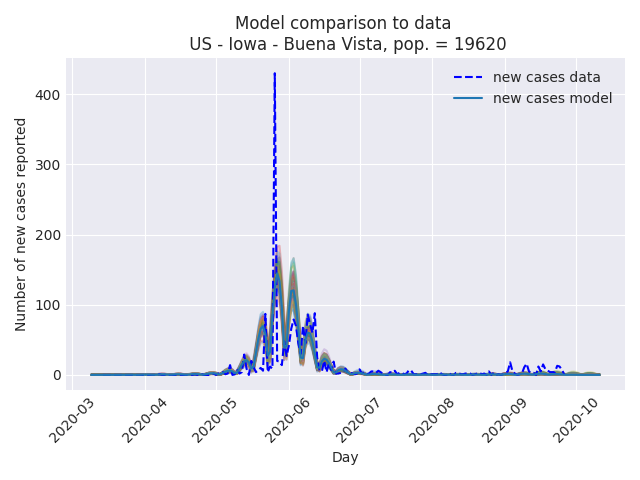 Model comparison to data
US - Iowa - Buena Vista, pop. = 19620
new cases data
new cases model
Number of new cases reported
400
300
200
100
0
2020-03
2020-04
2020-05
2020-06
2020-07
2020-08
2020-09
2020-10
Day